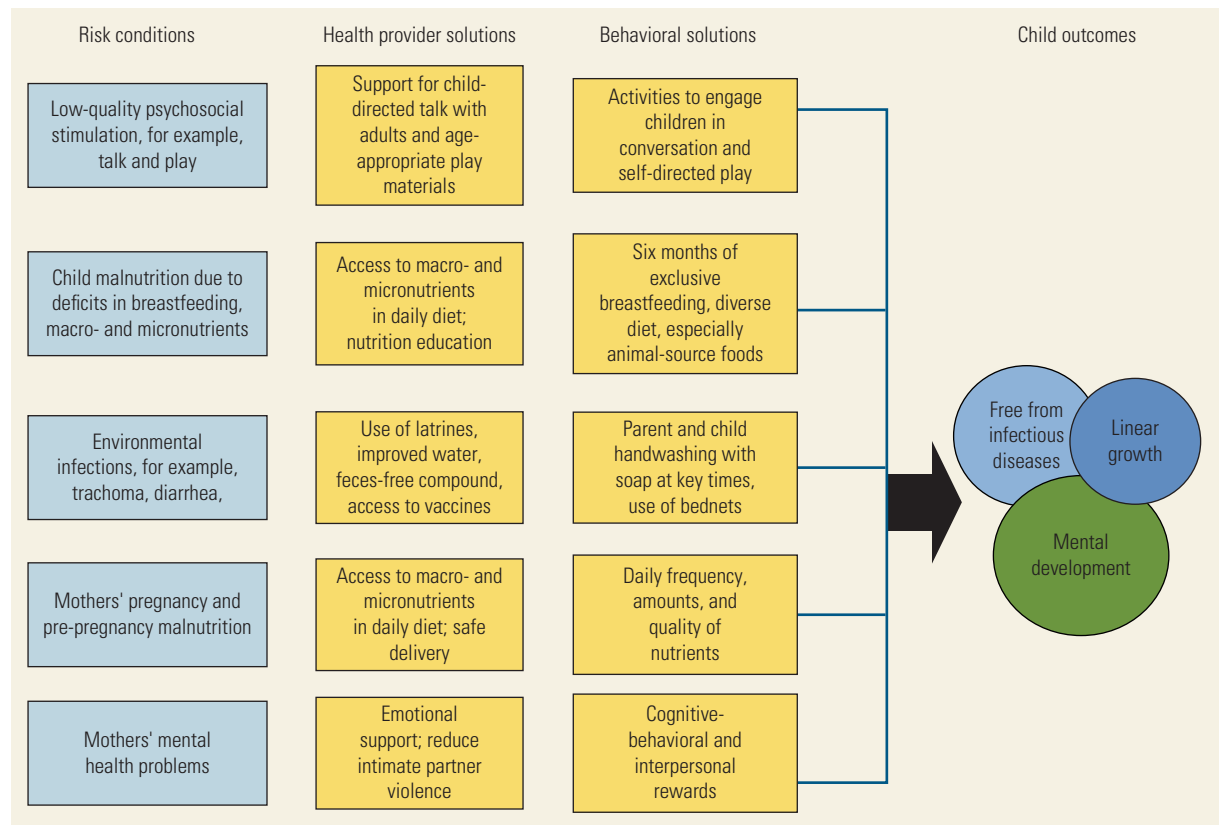 Risk conditions
Health provider solutions
Behavioral solutions
Child outcomes
Low-quality psychosocial
stimulation, for example,
talk and play
Support for child-
directed talk with
adults and age-
appropriate play
materials
Activities to engage
children in
conversation and
self-directed play
Child malnutrition due to
deficits in breastfeeding,
macro- and micronutrients
Access to macro- and
micronutrients
in daily diet;
nutrition education
Six months of
exclusive
breastfeeding, diverse
diet, especially
animal-source foods
Environmental
infections, for example,
trachoma, diarrhea,
Use of latrines,
improved water,
feces-free compound,
access to vaccines
Parent and child
handwashing with
soap at key times,
use of bednets
Mothers' pregnancy and
pre-pregnancy malnutrition
Access to macro- and
micronutrients
in daily diet; safe
delivery
Daily frequency,
amounts, and
quality of
nutrients
Mothers' mental
health problems
Emotional
support; reduce
intimate partner
violence
Cognitive-
behavioral and
interpersonal
rewards
Free from
infectious
diseases
Linear
growth
Mental
development